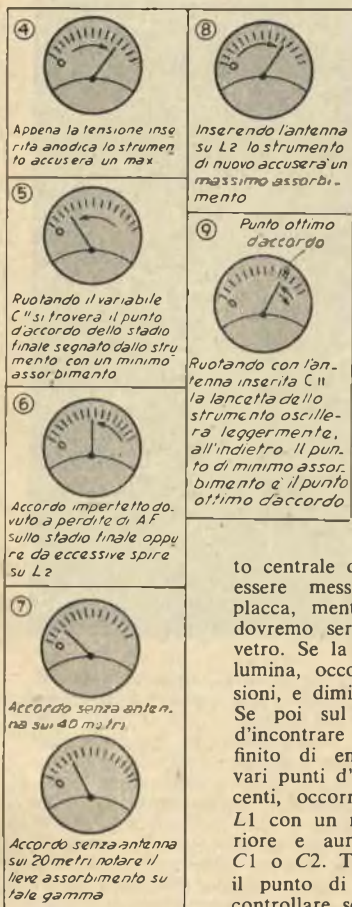 ④
Appena la tensione inse
rita anodica lo strumen
to accuserà un max
⑤
Ruotando il variabile
C" si trovera il punto
d'accordo dello stadio
finale segnato dallo stru
mento con un minimo
assorbimento
⑥
Accordo imperfetto do-
vuto a perdite di AF
sullo stadio finale oppu
re da eccessive spire
su L2
⑦
Accordo senza anten-
na sui 40 metri
Accordo senza antenna
sui 20 metri notare il
lieve assorbimento su
tale gamma
⑧
Inserendo l'antenna
su L2 lo strumento
di nuovo accusera' un
massimo assorbi-
mento
⑨ Punto ottimo
d'accordo
Ruotando con l'an-
tenna inserita C11
la lancetta dello
strumento oscille-
ra leggermente,
all'indietro Il pun-
to di minimo assor-
bimento e' il punto
ottimo d'accordo
to centrale
essere mess
placca, ment
dovremo ser
vetro. Se la
lumina, occo
sioni, e dimi
Se poi sul
d'incontrare
finito di en
vari punti d'
centi, occorr
L1 con un
riore e aur
C1 o C2. T
il punto di
controllare se